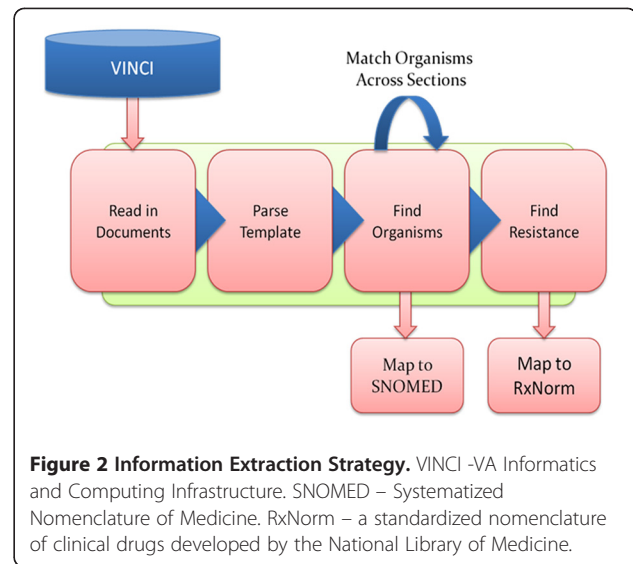 VINCI
Match Organisms
Across Sections
Read in
Documents
Parse
Template
Find
Organisms
Find
Resistance
Map to
SNOMED
Map to
RxNorm
Figure 2 Information Extraction Strategy. VINCI -VA Informatics
and Computing Infrastructure. SNOMED – Systematized
Nomenclature of Medicine. RxNorm – a standardized nomenclature
of clinical drugs developed by the National Library of Medicine.